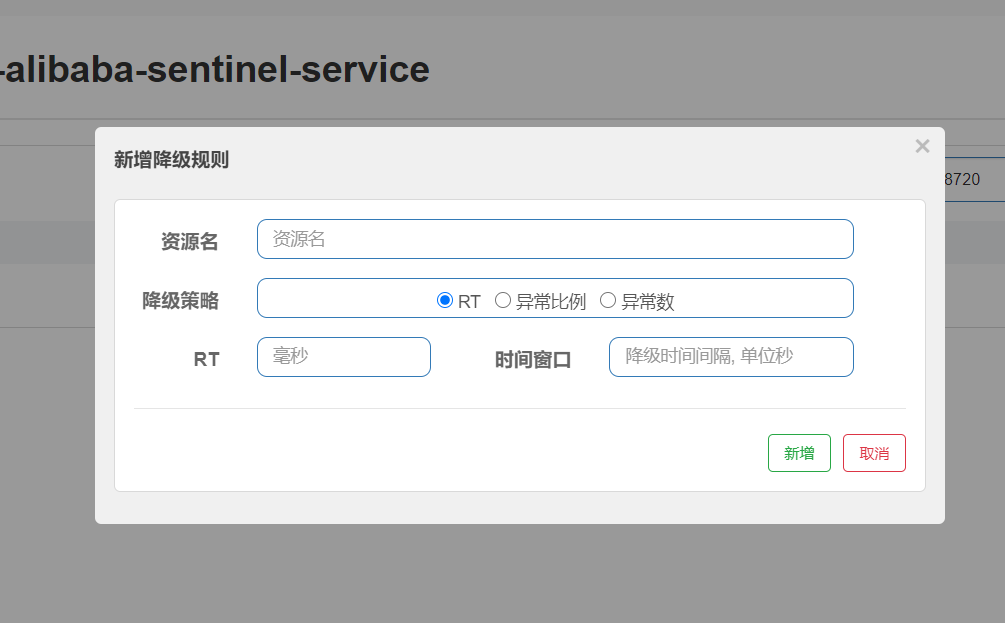 -alibaba-sentinel-service
新增降级规则
×
8720
资源名 资源名
降级策略 RT 异常比例 异常数
RT 毫秒 时间窗口 降级时间间隔, 单位秒
新增 取消